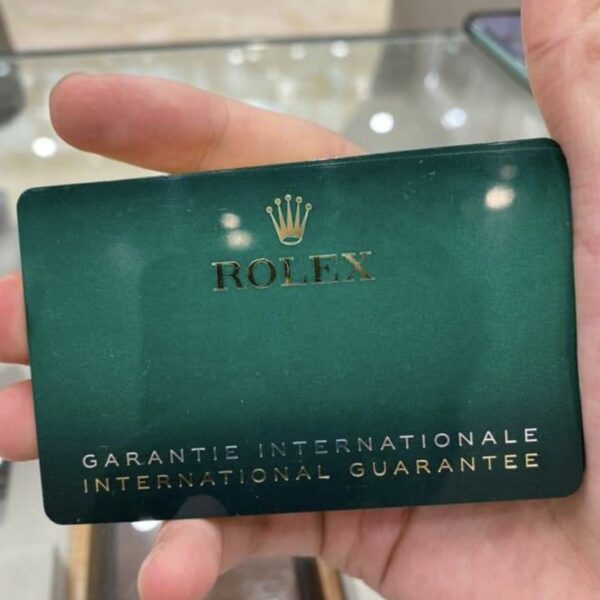 ROLEX
GARANTIE INTERNATIONALE
INTERNATIONAL GUARANTEE